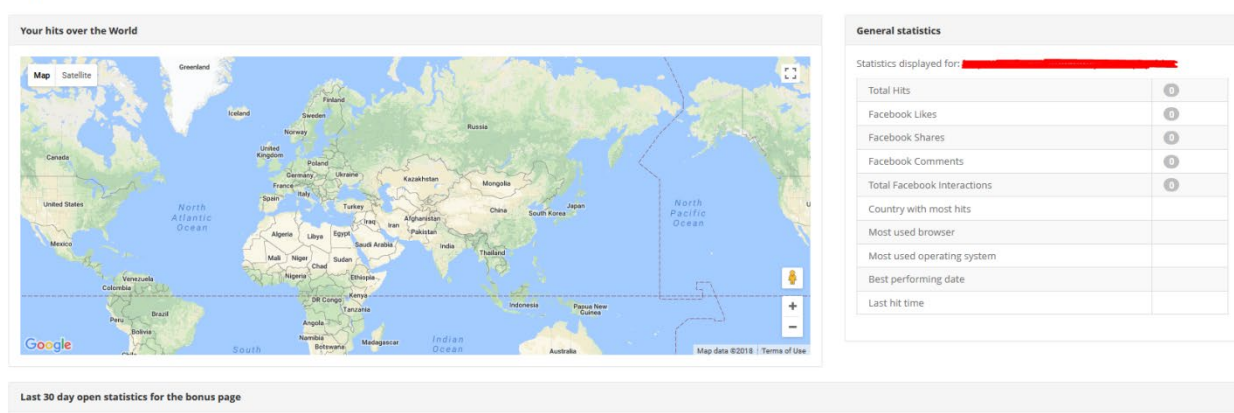 Your hits over the World
Map Satellite
Greenland
Iceland
Finland
Sweden
Norway
Russia
United
Kingdom
Canada
Poland
Germany
Ukraine
France
Kazakhstan
Mongolia
Italy
Spain
United States
North
Atlantic
Ocean
Turkey
China
Japan
South Korea
North
Pacific
Ocean
Iraq
Iran
Afghanistan
Pakistan
Algeria
Libya
Egypt
Saudi Arabia
India
Mexico
Thailand
Mali
Niger
Chad
Sudan
Nigeria
Ethiopia
Venezuela
Colombia
Kenya
DR Congo
Tanzania
Indonesia
Papua New
Guinea
Brazil
Peru
Bolivia
Angola
Namibia
Botswana
Madagascar
Indian
Ocean
Australia
South
Google
Map data ©2018 Terms of Use
General statistics
Statistics displayed for:
Total Hits 0
Facebook Likes 0
Facebook Shares 0
Facebook Comments 0
Total Facebook Interactions 0
Country with most hits
Most used browser
Most used operating system
Best performing date
Last hit time
Last 30 day open statistics for the bonus page